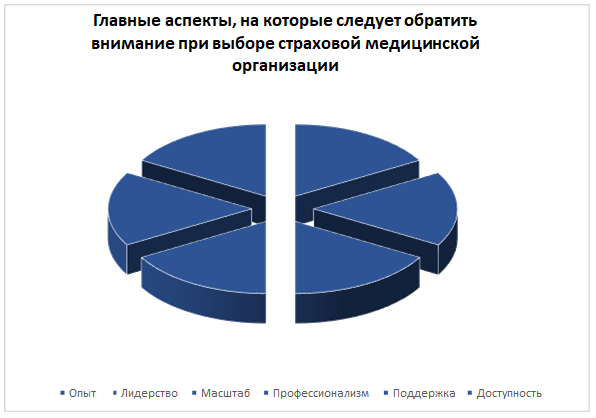 Главные аспекты, на которые следует обратить
внимание при выборе страховой медицинской
организации
Опыт Лидерство Масштаб Профессионализм Поддержка Доступность